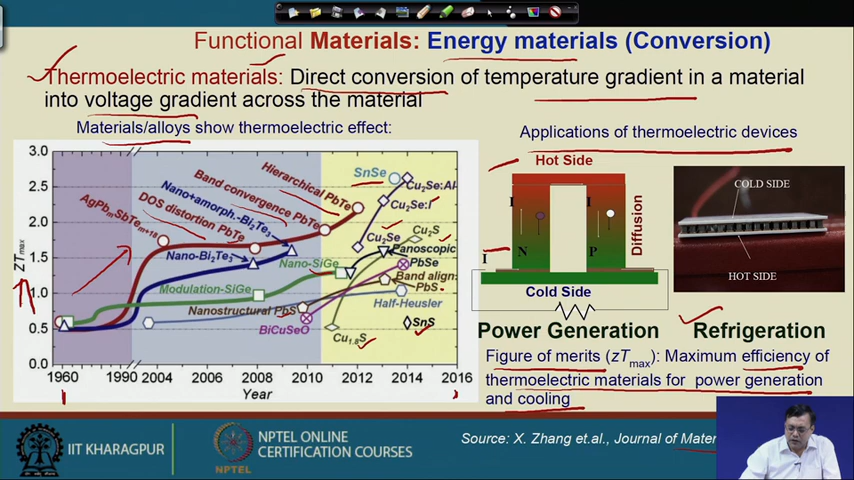 Functional Materials: Energy materials (Conversion)
Thermoelectric materials: Direct conversion of temperature gradient in a material
into voltage gradient across the material
Materials/alloys show thermoelectric effect:
3.0
2.5
2.0
1.5
1.0
0.5
0.0
ZTmax
1960
1990
2004
2006
2008
2010
2012
2014
2016
Year
AgPbmSbTem+18
DOS distortion PbTe
Nano+amorph.-Bi2Te3
Band convergence PbTe
Hierarchical PbTe
SnSe
Cu2Se:Al
Cu2Se:I
Cu2S
Cu2Se
Panoscopic
PbSe
Band align
PbS
Nano-Bi2Te3
Nano-SiGe
Modulation-SiGe
Nanostructural PbS
Half-Heusler
BiCuSeO
SnS
Cu1.8S
Applications of thermoelectric devices
Hot Side
I
I
Diffusion
N
P
I
Cold Side
COLD SIDE
HOT SIDE
Power Generation
Refrigeration
Figure of merits (zTmax): Maximum efficiency of
thermoelectric materials for power generation
and cooling
IIT KHARAGPUR
NPTEL
NPTEL ONLINE
CERTIFICATION COURSES
Source: X. Zhang et.al., Journal of Mater